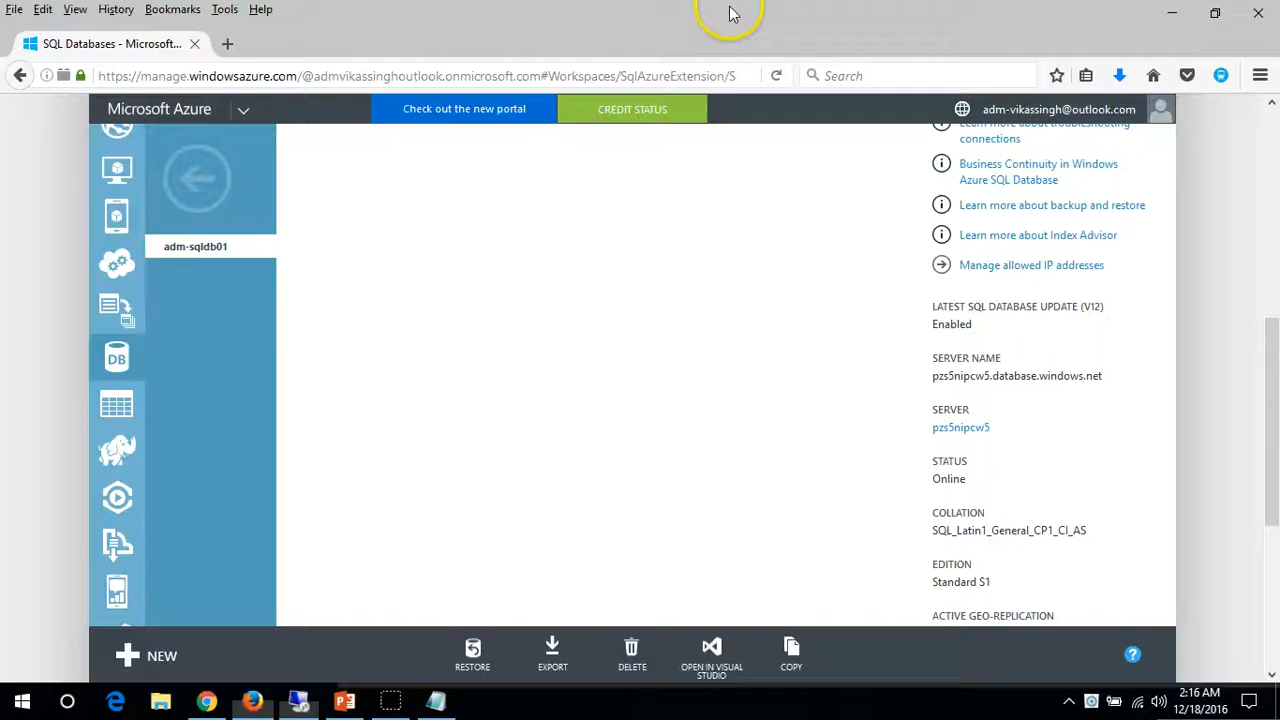 File Edit View History Bookmarks Tools Help
SQL Databases - Microsoft...
https://manage.windowsazure.com/@admvikassinghoutlook.onmicrosoft.com#Workspaces/SqlAzureExtension/S
Search
Microsoft Azure
Check out the new portal
CREDIT STATUS
adm-vikassingh@outlook.com
Learn more about troubleshooting
connections
Business Continuity in Windows
Azure SQL Database
Learn more about backup and restore
adm-sqldb01
Learn more about Index Advisor
Manage allowed IP addresses
LATEST SQL DATABASE UPDATE (V12)
Enabled
DB
SERVER NAME
pzs5nipcw5.database.windows.net
SERVER
pzs5nipcw5
STATUS
Online
COLLATION
SQL_Latin1_General_CP1_CI_AS
EDITION
Standard S1
ACTIVE GEO-REPLICATION
NEW
RESTORE
EXPORT
DELETE
OPEN IN VISUAL
STUDIO
COPY
?
2:16 AM
12/18/2016